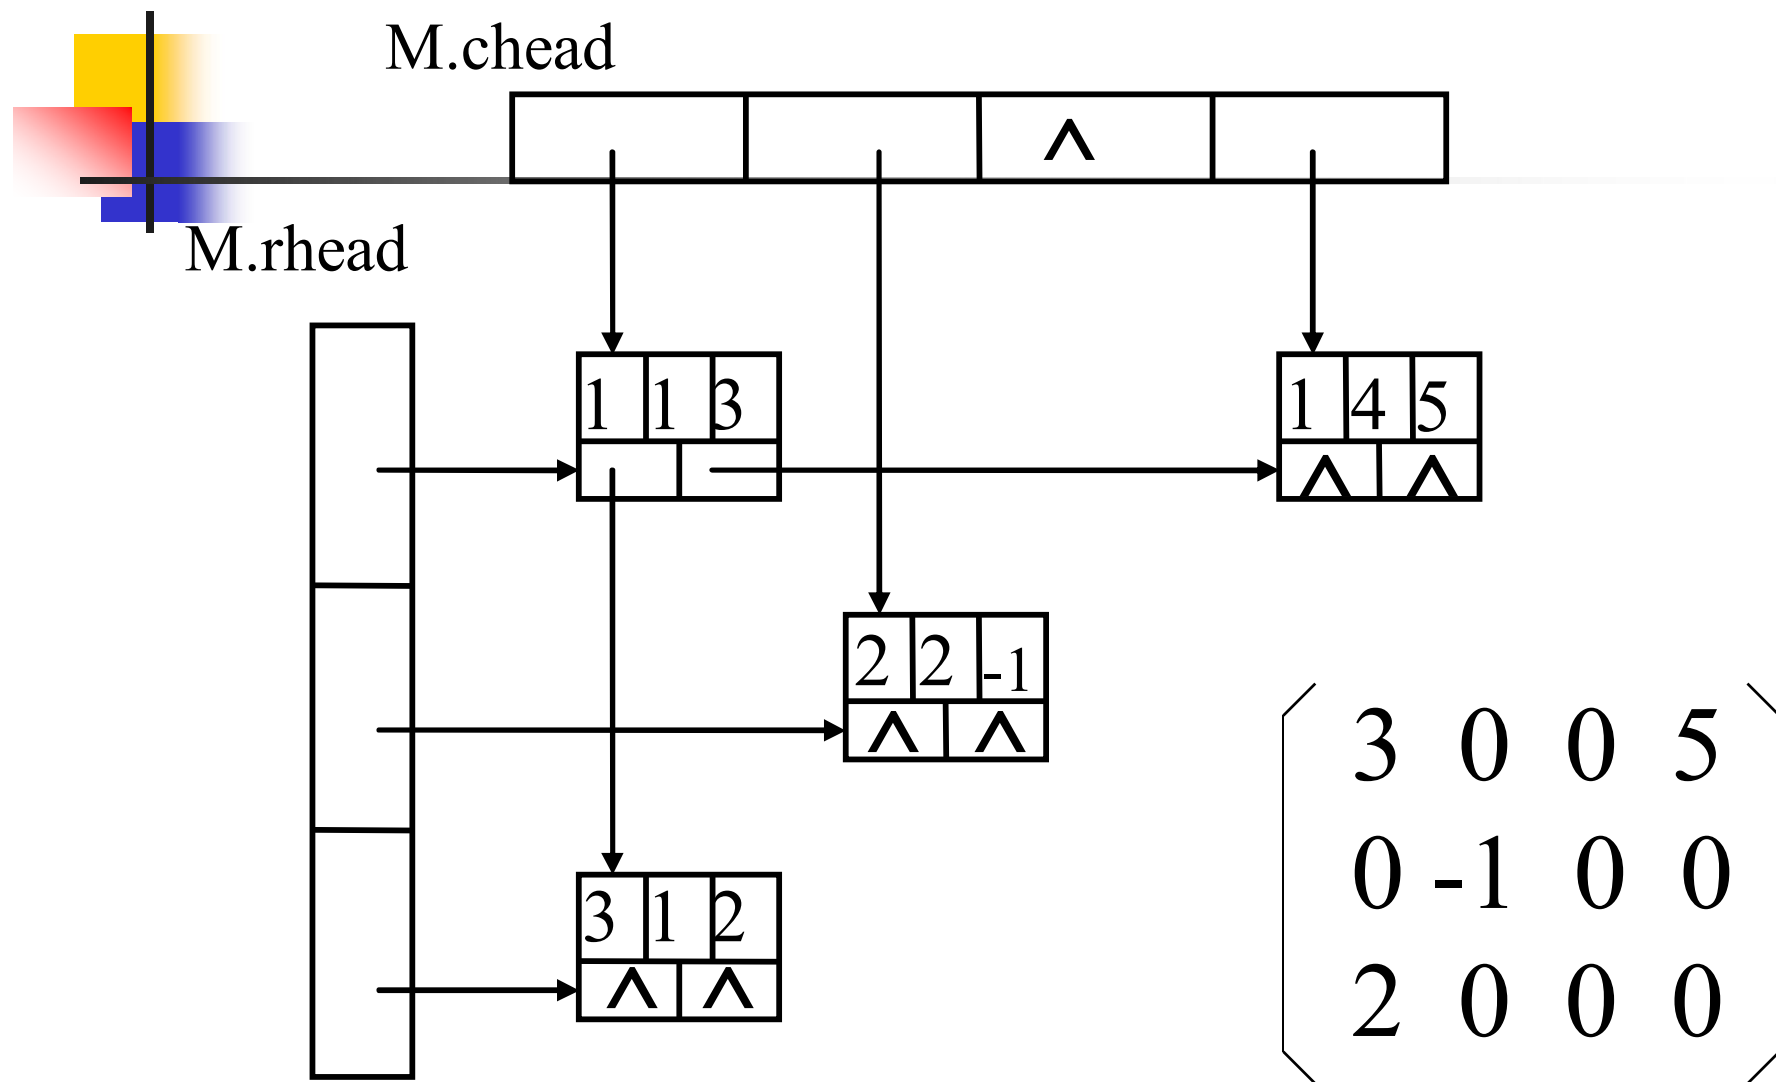 M.chead
∧
M.rhead
1 1 3
1 4 5
∧ ∧
2 2 -1
∧ ∧
3 1 2
∧ ∧
3 0 0 5
0 -1 0 0
2 0 0 0